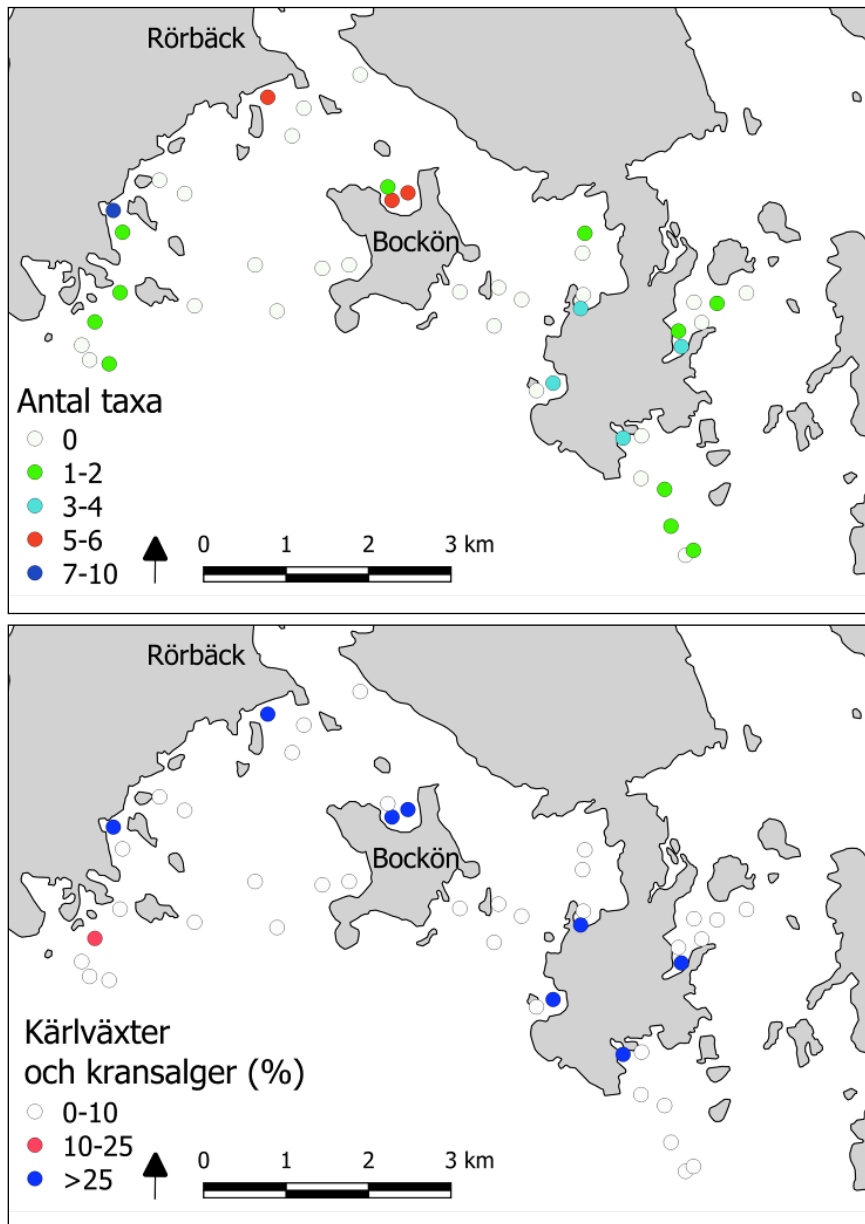 Rörbäck
Bockön
Antal taxa
0
1-2
3-4
5-6
7-10
0 1 2 3 km
Rörbäck
Bockön
Kärlväxter
och kransalger (%)
0-10
10-25
>25
0 1 2 3 km